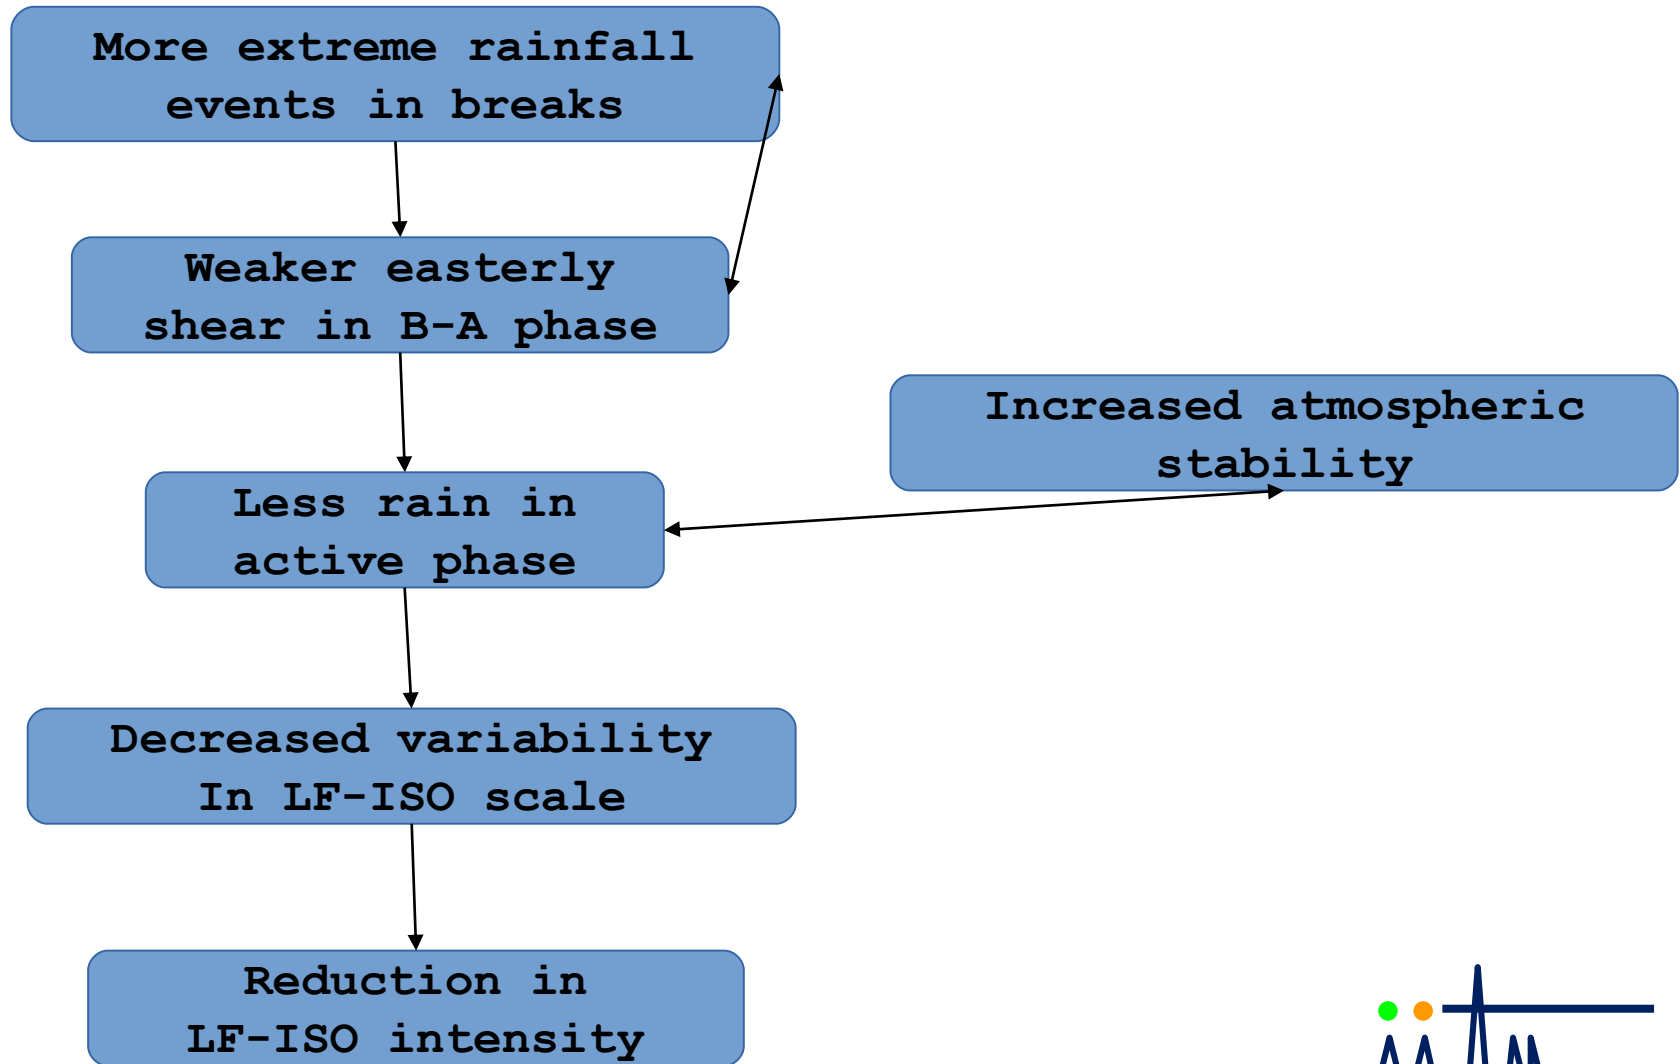 More extreme rainfall
events in breaks
Weaker easterly
shear in B-A phase
Increased atmospheric
stability
Less rain in
active phase
Decreased variability
In LF-ISO scale
Reduction in
LF-ISO intensity